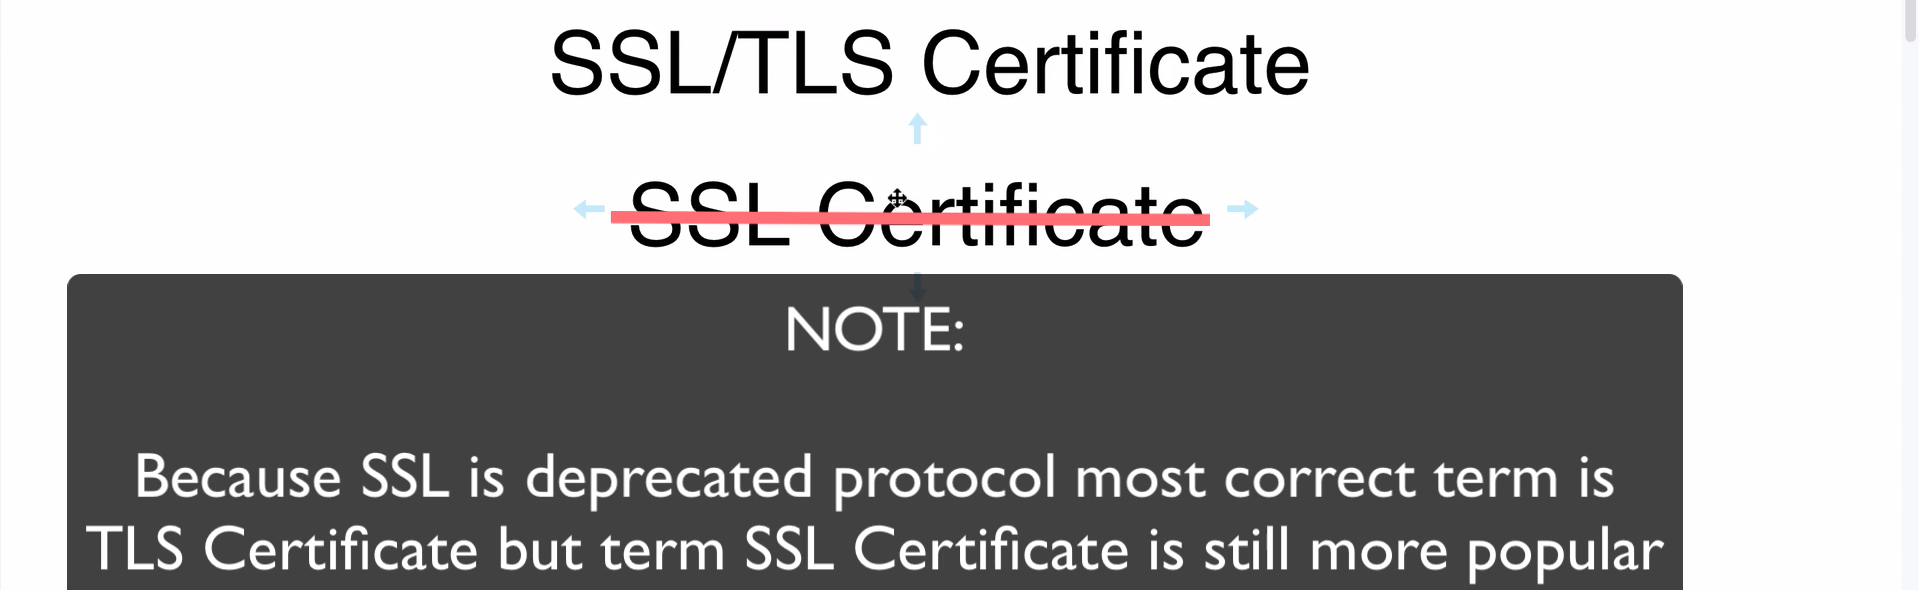 SSL/TLS Certificate
SSL Certificate
NOTE:
Because SSL is deprecated protocol most correct term is
TLS Certificate but term SSL Certificate is still more popular